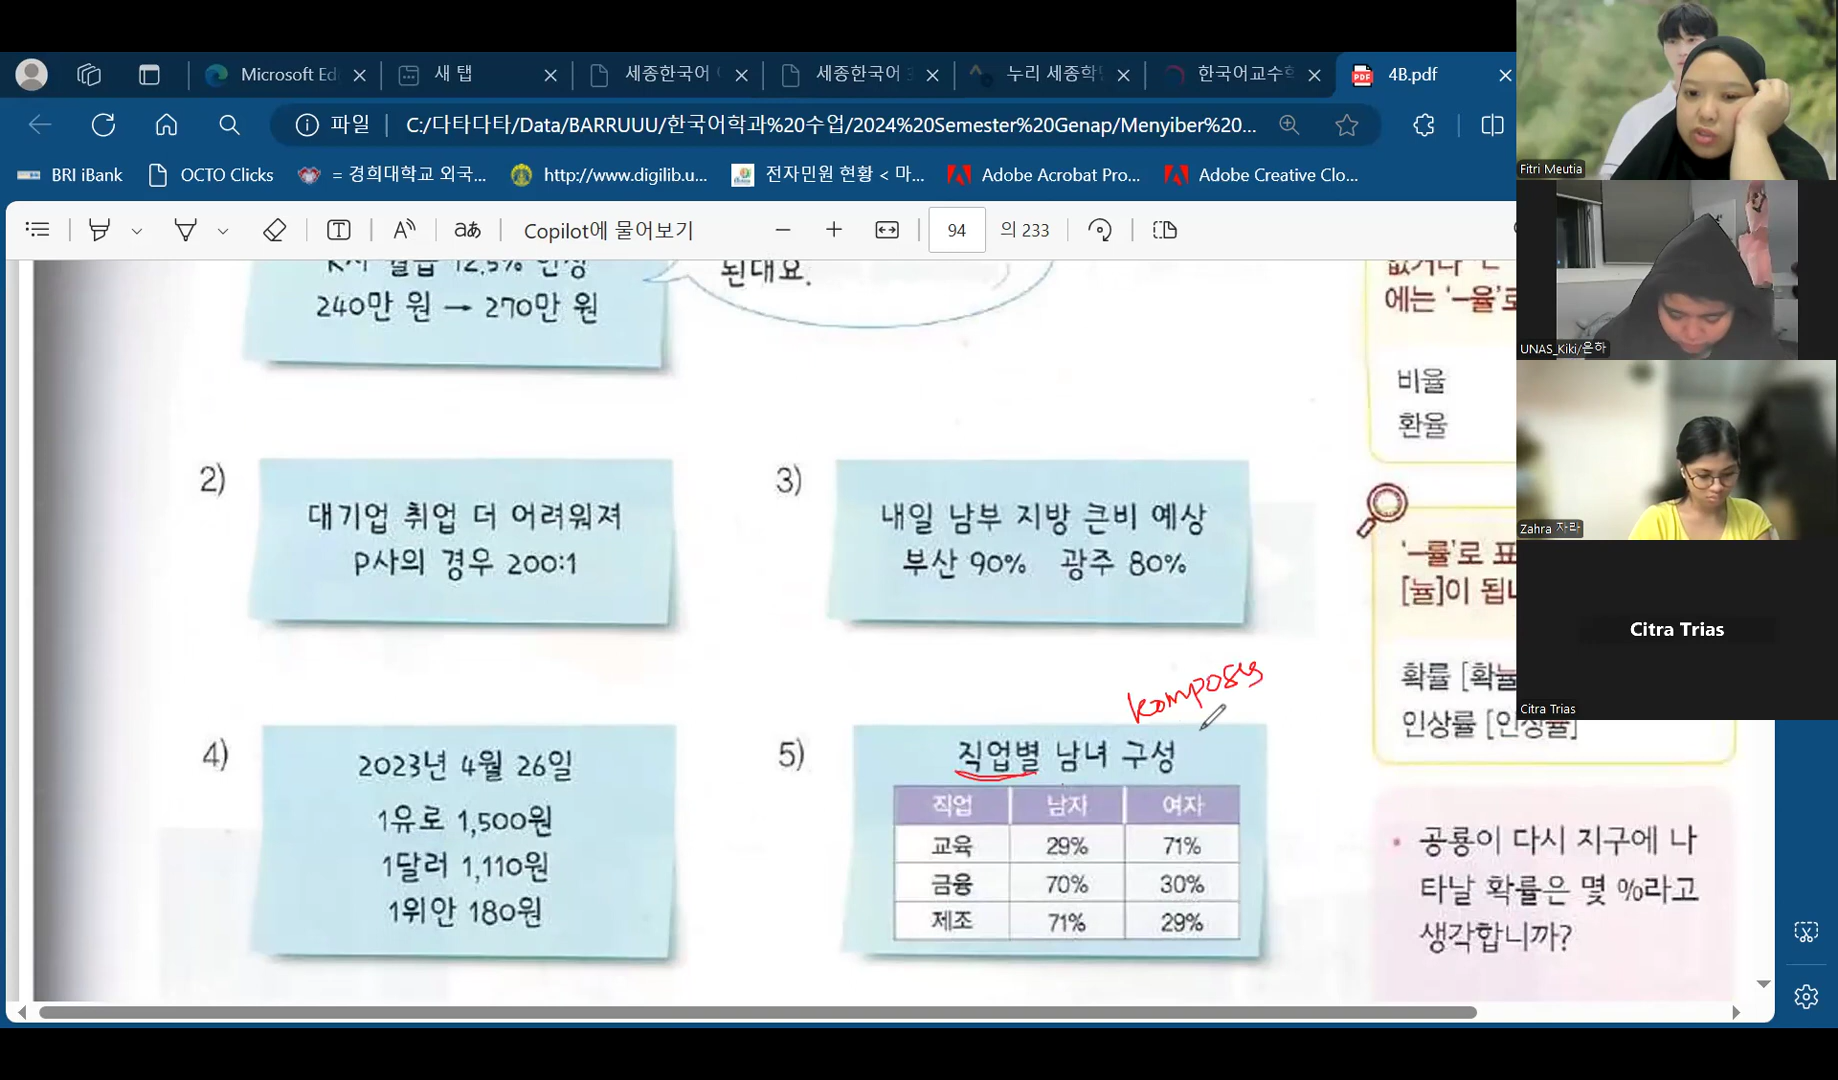 Microsoft Ed
새 탭
세종한국어
세종한국어 3
누리 세종학
한국어교수
4B.pdf
파일
C:/다타다타/Data/BARRUUU/한국어학과%20수업/2024%20Semester%20Genap/Menyiber%20...
BRI iBank
OCTO Clicks
= 경희대학교 외국...
http://www.digilib.u...
전자민원 현황 < 마...
Adobe Acrobat Pro...
Adobe Creative Clo...
Copilot에 물어보기
94
의 233
12.5% 인상
240만 원 → 270만 원
된대요.
에는 '-율'로
비율
환율
2)
대기업 취업 더 어려워져
P사의 경우 200:1
3)
내일 남부 지방 큰비 예상
부산 90% 광주 80%
'-률'로 표
[뉼]이 됩니
확률 [확뉼
인상률 [인상뉼]
4)
2023년 4월 26일
1유로 1,500원
1달러 1,110원
1위안 180원
komposisi
5)
직업별 남녀 구성
직업 남자 여자
교육 29% 71%
금융 70% 30%
제조 71% 29%
• 공룡이 다시 지구에 나
타날 확률은 몇 %라고
생각합니까?
Fitri Meutia
UNAS_Kiki/은하
Zahra 자라
Citra Trias
Citra Trias